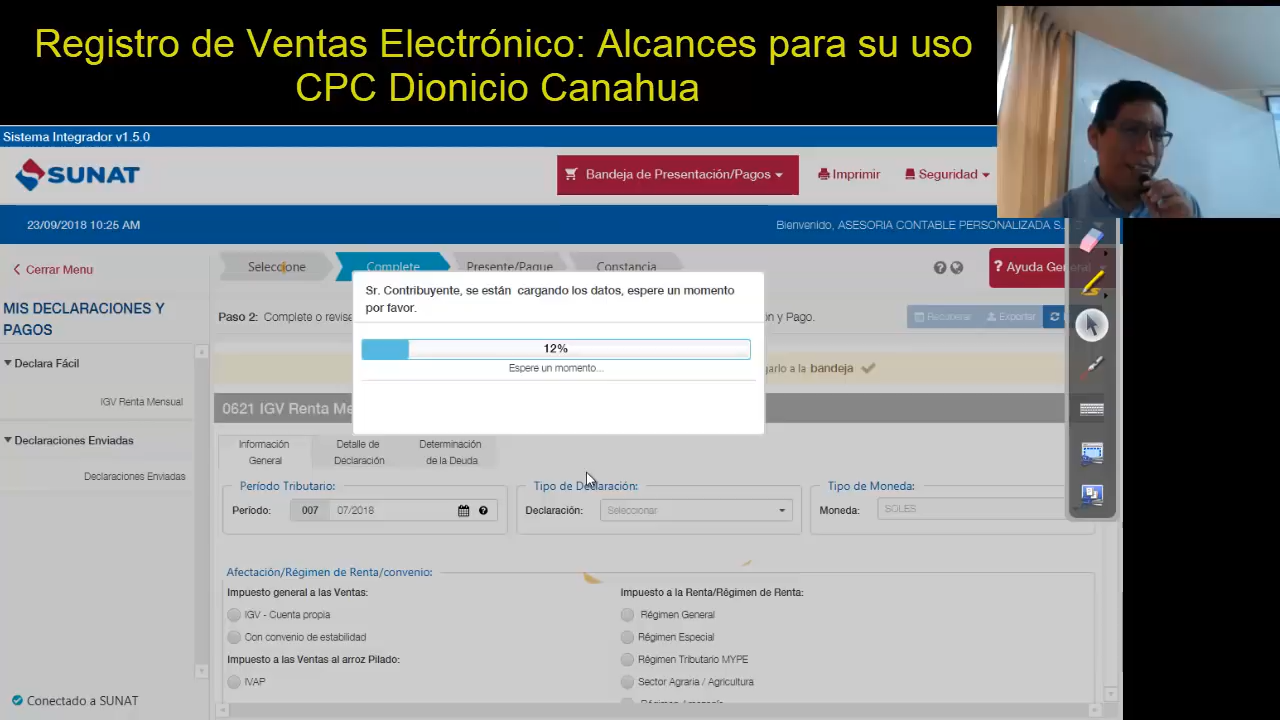 Registro de Ventas Electrónico: Alcances para su uso
CPC Dionicio Canahua
Sistema Integrador v1.5.0
SUNAT
Bandeja de Presentación/Pagos
Imprimir
Seguridad
23/09/2018 10:25 AM
Bienvenido, ASESORIA CONTABLE PERSONALIZADA S.
Cerrar Menu
Seleccione
Complete
Presente/Pague
Constancia
? Ayuda General
MIS DECLARACIONES Y
PAGOS
Sr. Contribuyente, se están cargando los datos, espere un momento
por favor.
Paso 2: Complete o revise
n y Pago.
Recuperar
Exportar
12%
Espere un momento...
Declara Fácil
garlo a la bandeja
IGV Renta Mensual
0621 IGV Renta Me
Declaraciones Enviadas
Declaraciones Enviadas
Información
General
Detalle de
Declaración
Determinación
de la Deuda
Período Tributario:
Período: 007 07/2018
Tipo de Declaración:
Declaración: Seleccionar
Tipo de Moneda:
Moneda: SOLES
Afectación/Régimen de Renta/convenio:
Impuesto general a las Ventas:
IGV - Cuenta propia
Con convenio de estabilidad
Impuesto a las Ventas al arroz Pilado:
IVAP
Impuesto a la Renta/Régimen de Renta:
Régimen General
Régimen Especial
Régimen Tributario MYPE
Sector Agraria / Agricultura
Régimen Amazonía
Conectado a SUNAT